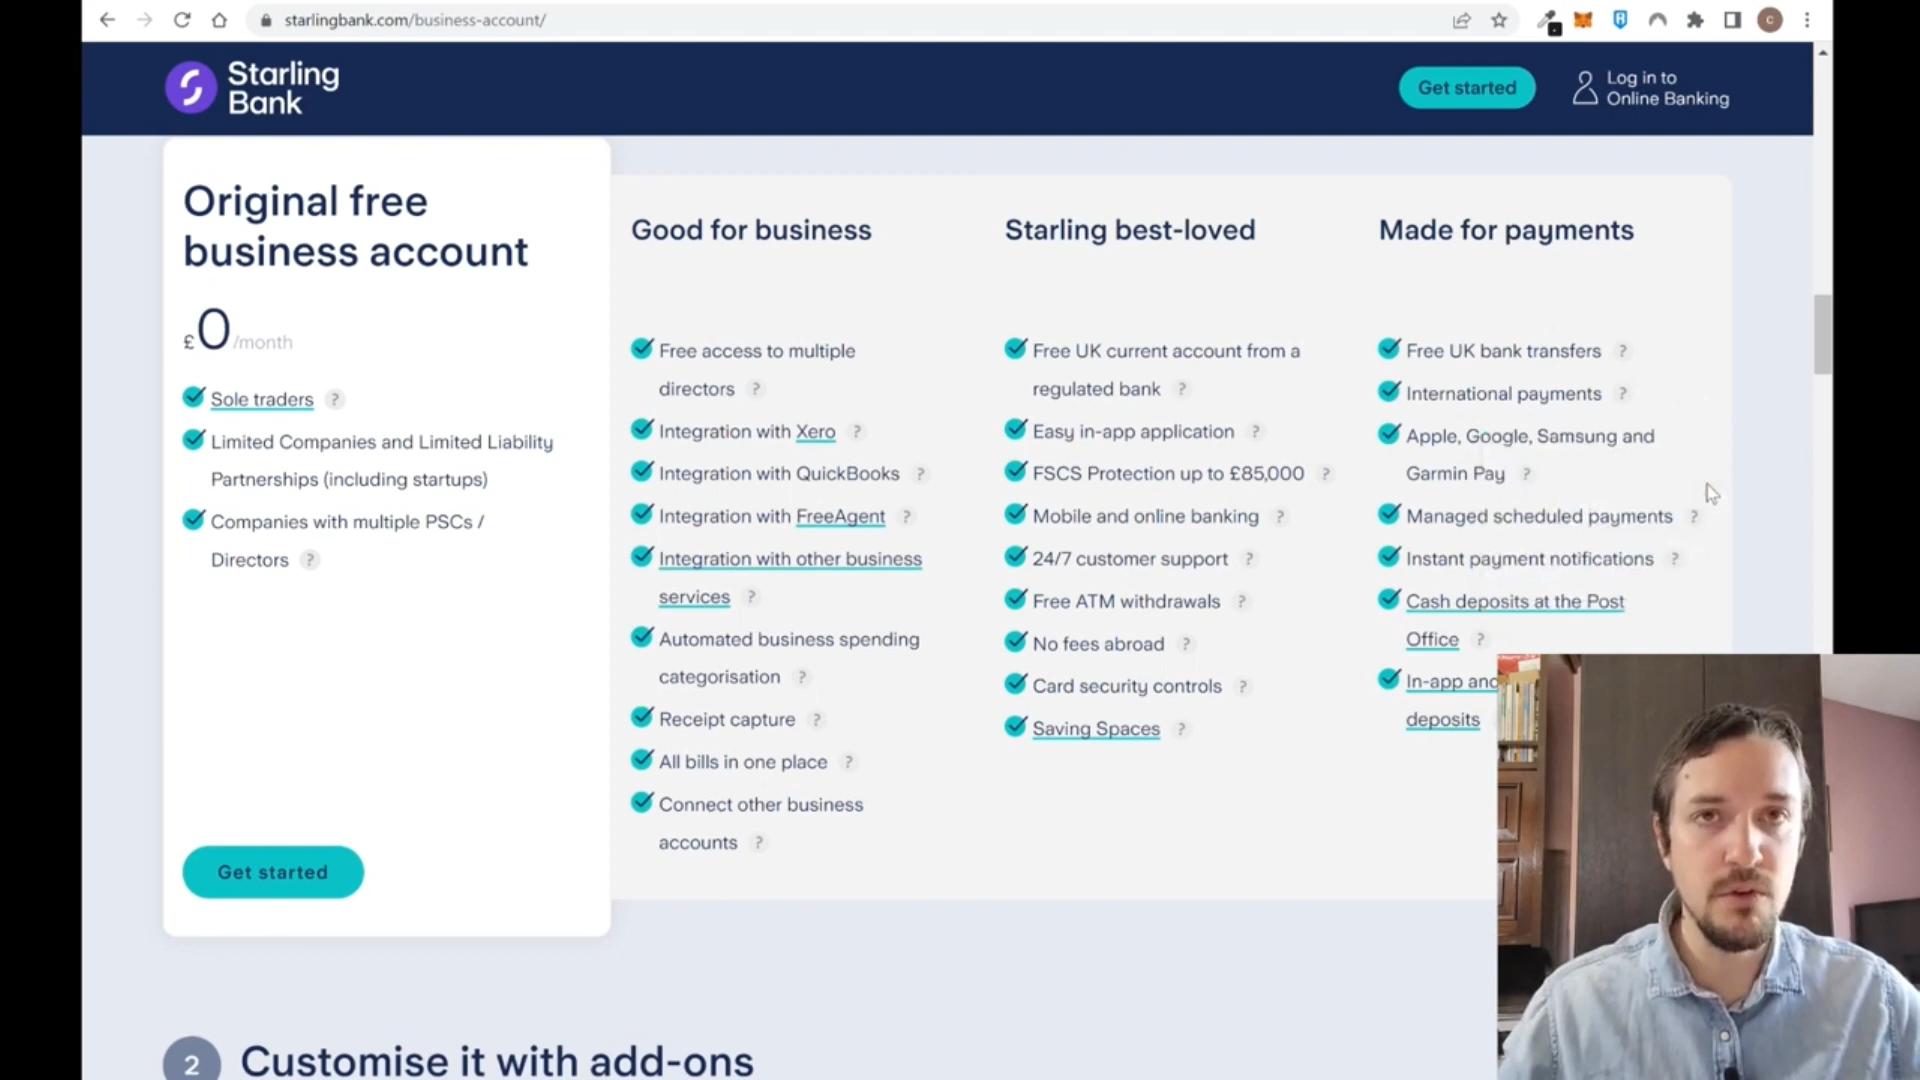 starlingbank.com/business-account/
C
Starling
Bank
Get started
Log in to
Online Banking
Original free
business account
£0/month
Sole traders ?
Limited Companies and Limited Liability
Partnerships (including startups)
Companies with multiple PSCs /
Directors ?
Get started
Good for business
Free access to multiple
directors ?
Integration with Xero ?
Integration with QuickBooks ?
Integration with FreeAgent ?
Integration with other business
services ?
Automated business spending
categorisation ?
Receipt capture ?
All bills in one place ?
Connect other business
accounts ?
Starling best-loved
Free UK current account from a
regulated bank ?
Easy in-app application ?
FSCS Protection up to £85,000 ?
Mobile and online banking ?
24/7 customer support ?
Free ATM withdrawals ?
No fees abroad ?
Card security controls ?
Saving Spaces ?
Made for payments
Free UK bank transfers ?
International payments ?
Apple, Google, Samsung and
Garmin Pay ?
Managed scheduled payments ?
Instant payment notifications ?
Cash deposits at the Post
Office ?
In-app and
deposits
2 Customise it with add-ons